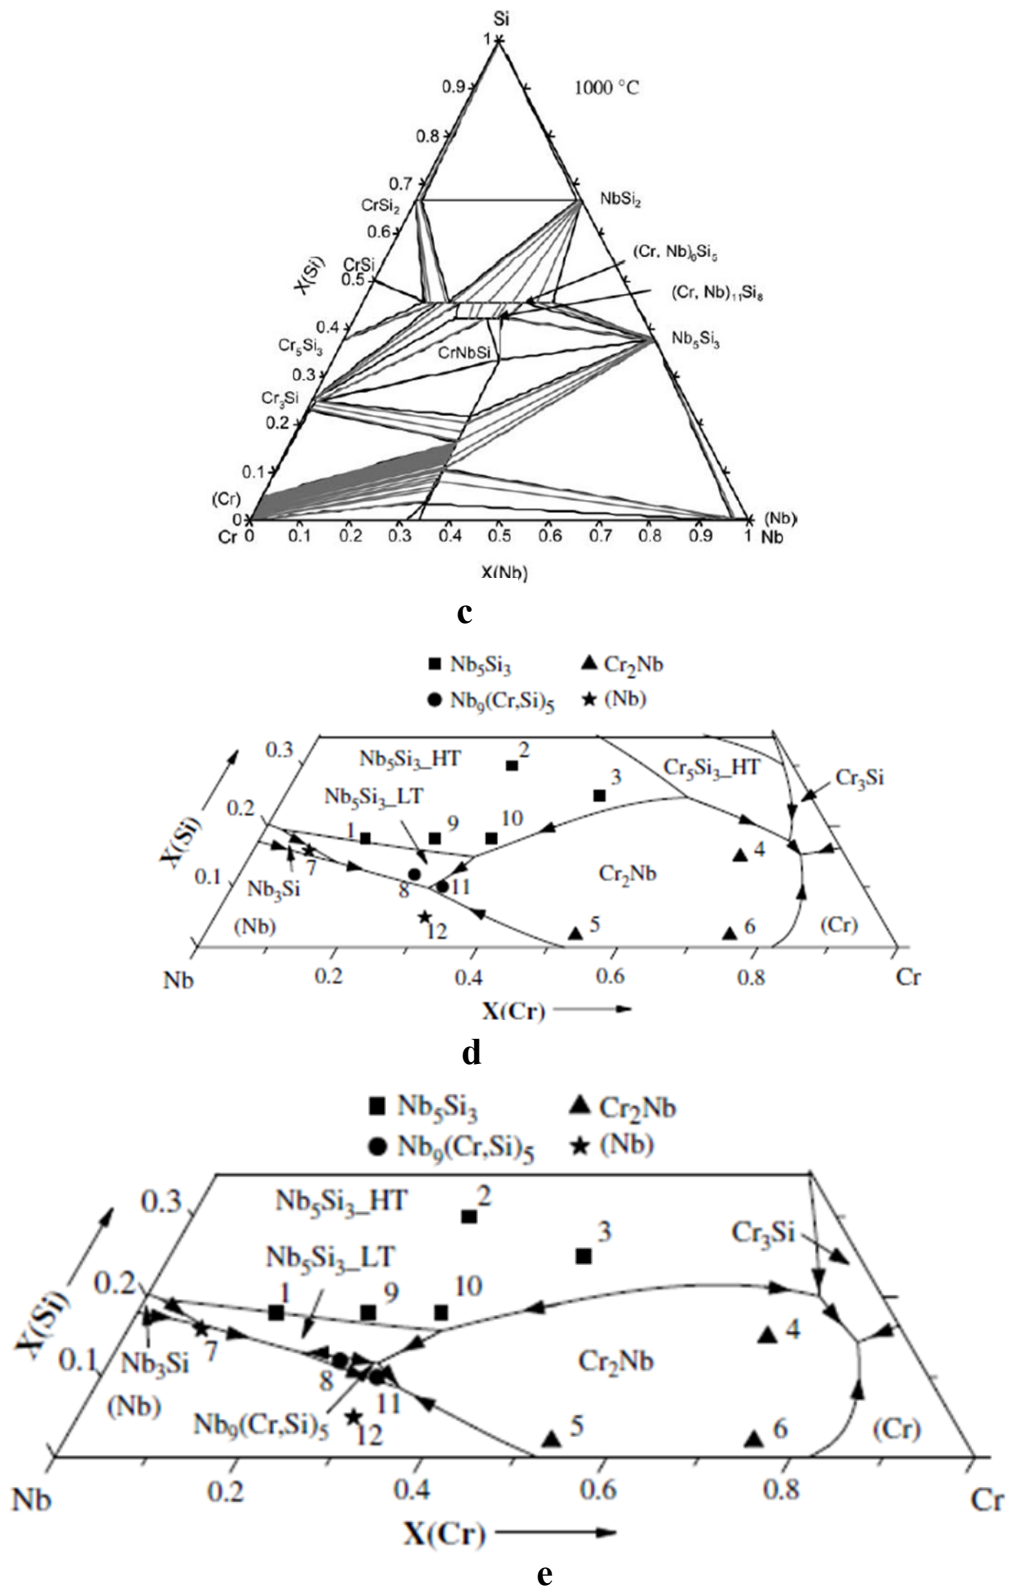 Si
1
0.9
1000 °C
0.8
0.7
CrSi2
NbSi2
0.6
(Cr, Nb)6Si5
X(Si)
CrSi
0.5
(Cr, Nb)11Si8
0.4
Cr5Si3
CrNbSi
Nb5Si3
0.3
Cr3Si
0.2
0.1
(Cr)
0
(Nb)
Cr 0 0.1 0.2 0.3 0.4 0.5 0.6 0.7 0.8 0.9 1 Nb
X(Nb)
c
■ Nb5Si3 ▲ Cr2Nb
● Nb9(Cr,Si)5 ★ (Nb)
0.3 Nb5Si3_HT 2 Cr5Si3_HT
3 Cr3Si
Nb5Si3_LT
0.2
1 9 10
X(Si)
7 4
0.1 Nb3Si 8 11 Cr2Nb
(Nb) 12 5 6 (Cr)
Nb 0.2 0.4 0.6 0.8 Cr
X(Cr)
d
■ Nb5Si3 ▲ Cr2Nb
● Nb9(Cr,Si)5 ★ (Nb)
0.3 Nb5Si3_HT 2
3 Cr3Si
Nb5Si3_LT
0.2 1 9 10
X(Si)
7 4
0.1 Nb3Si 8 Cr2Nb
(Nb) 11
Nb9(Cr,Si)5 12 5 6 (Cr)
Nb 0.2 0.4 0.6 0.8 Cr
X(Cr)
e